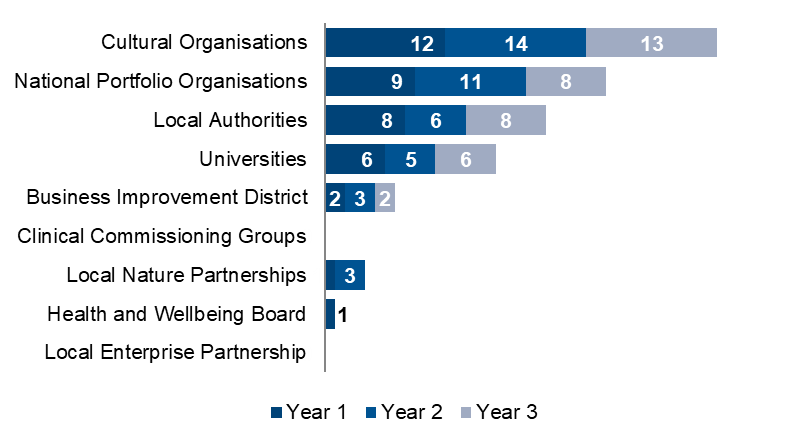 Cultural Organisations 12 14 13
National Portfolio Organisations 9 11 8
Local Authorities 8 6 8
Universities 6 5 6
Business Improvement District 2 3 2
Clinical Commissioning Groups
Local Nature Partnerships 3
Health and Wellbeing Board 1
Local Enterprise Partnership
Year 1 Year 2 Year 3